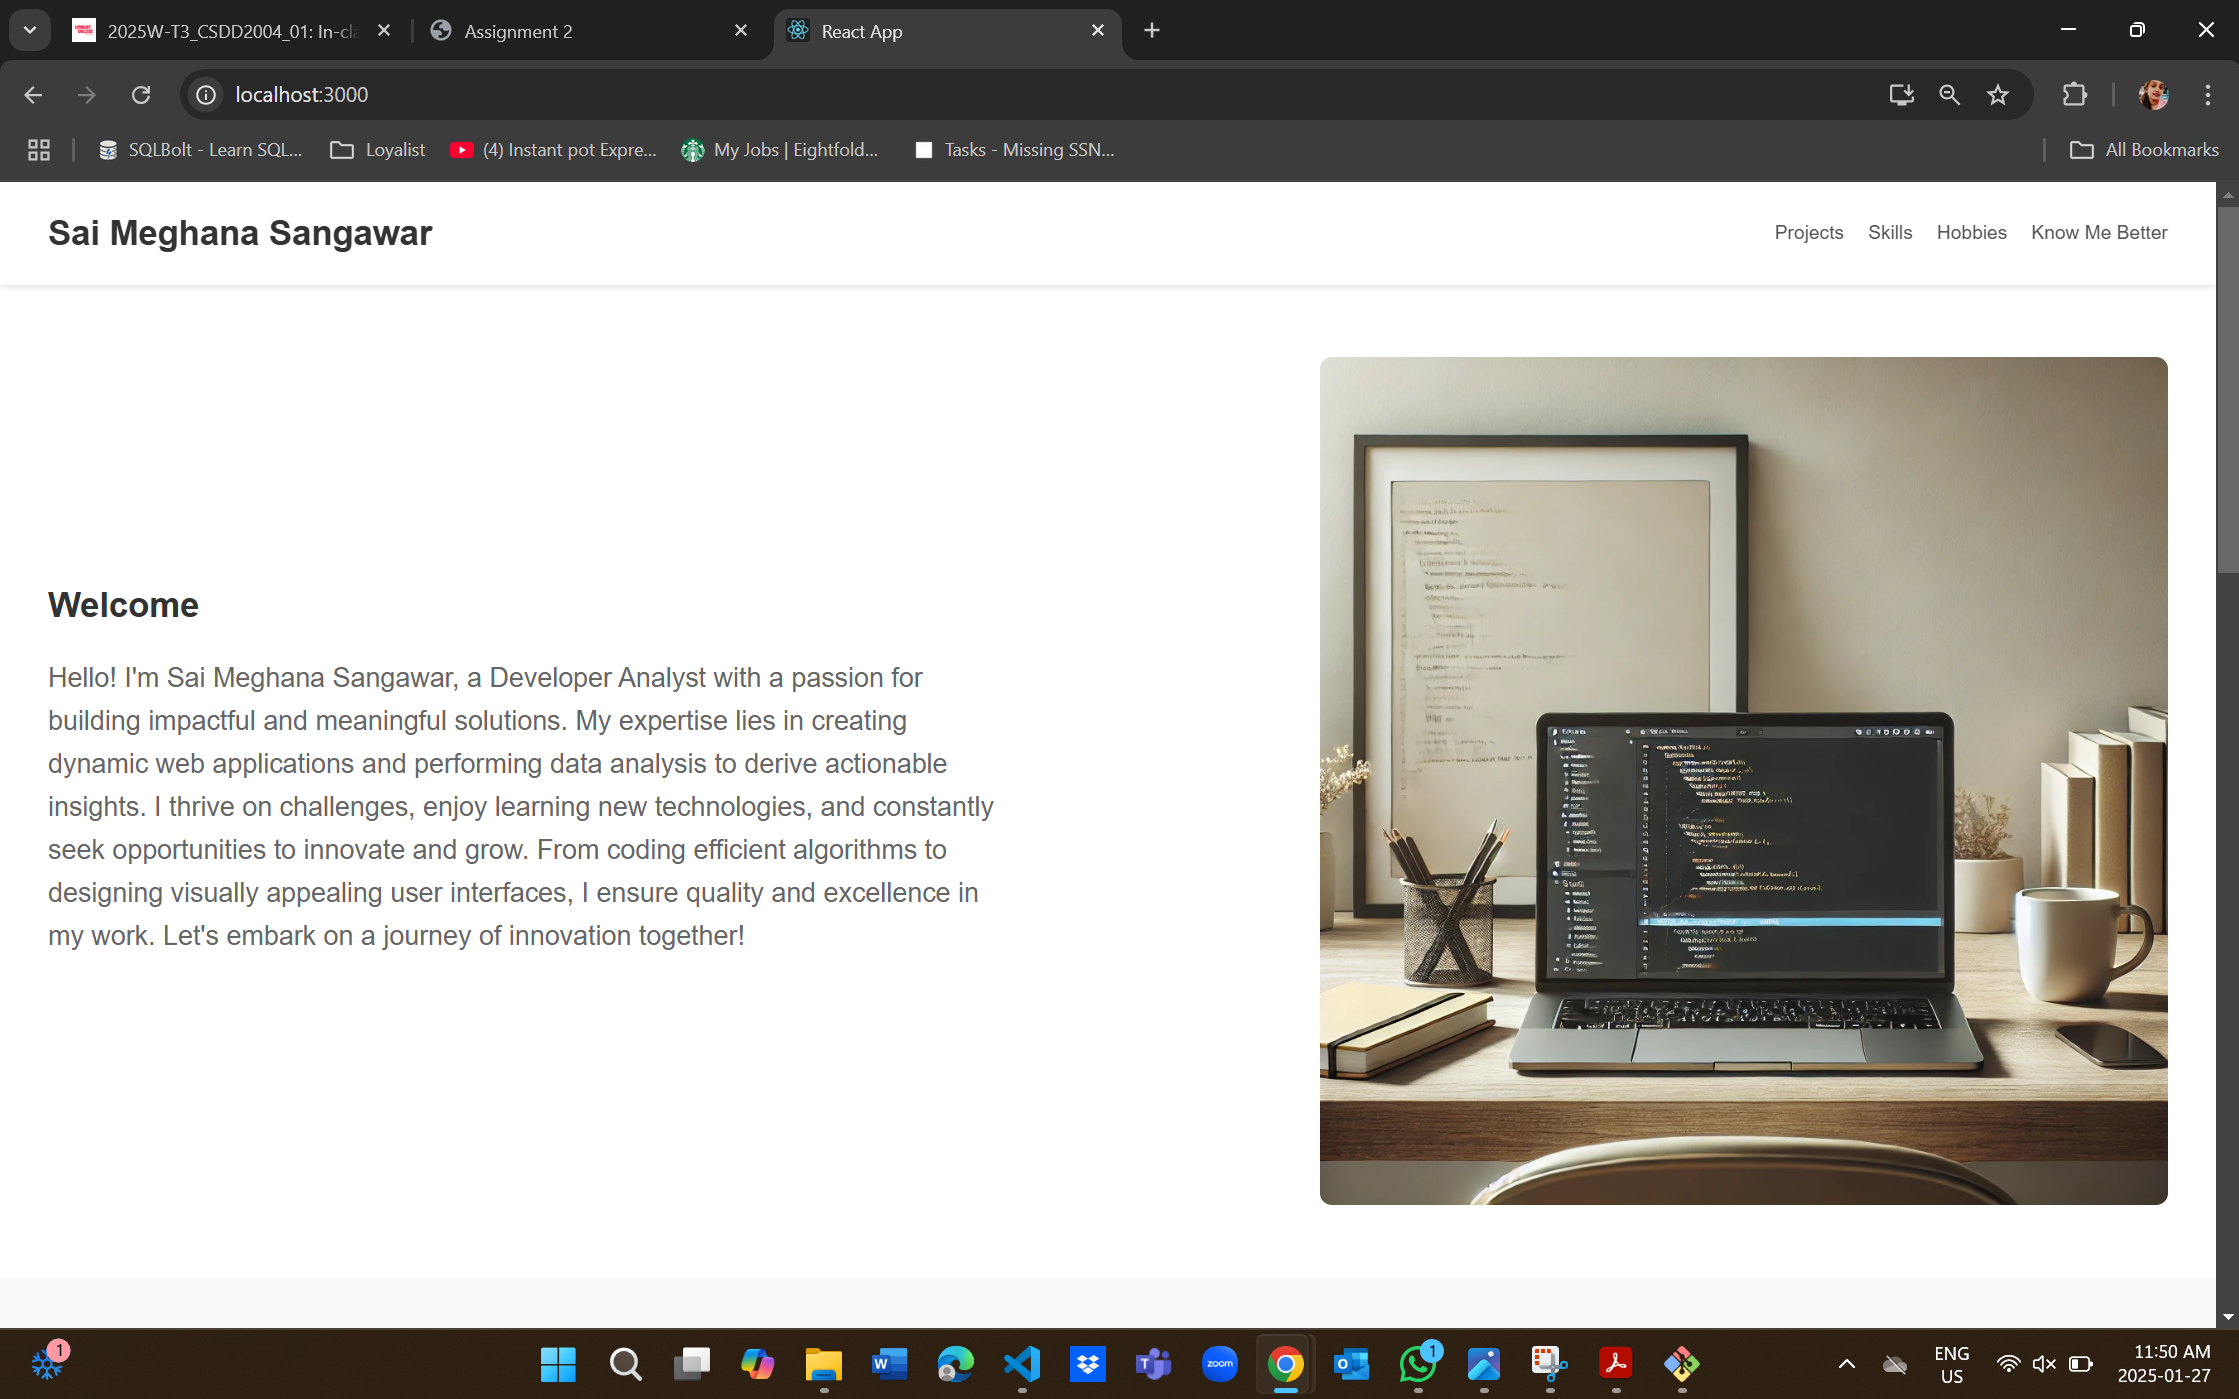 2025W-T3_CSDD2004_01: In-cla
Assignment 2
React App
localhost:3000
SQLBolt - Learn SQL...
Loyalist
(4) Instant pot Expre...
My Jobs | Eightfold...
Tasks - Missing SSN...
All Bookmarks
Sai Meghana Sangawar
Projects
Skills
Hobbies
Know Me Better
Welcome
Hello! I'm Sai Meghana Sangawar, a Developer Analyst with a passion for
building impactful and meaningful solutions. My expertise lies in creating
dynamic web applications and performing data analysis to derive actionable
insights. I thrive on challenges, enjoy learning new technologies, and constantly
seek opportunities to innovate and grow. From coding efficient algorithms to
designing visually appealing user interfaces, I ensure quality and excellence in
my work. Let's embark on a journey of innovation together!
1
zoom
1
ENG
US
11:50 AM
2025-01-27